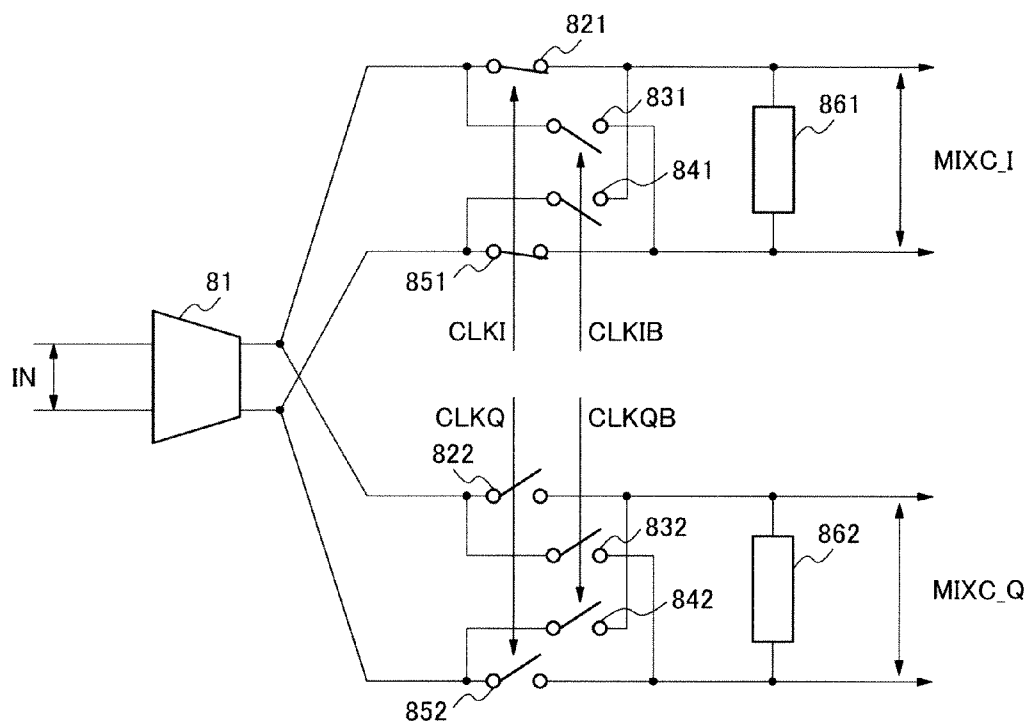 821
831
861
MIXC_I
841
851
81
CLKI
CLKIB
IN
CLKQ
CLKQB
822
832
862
842
MIXC_Q
852